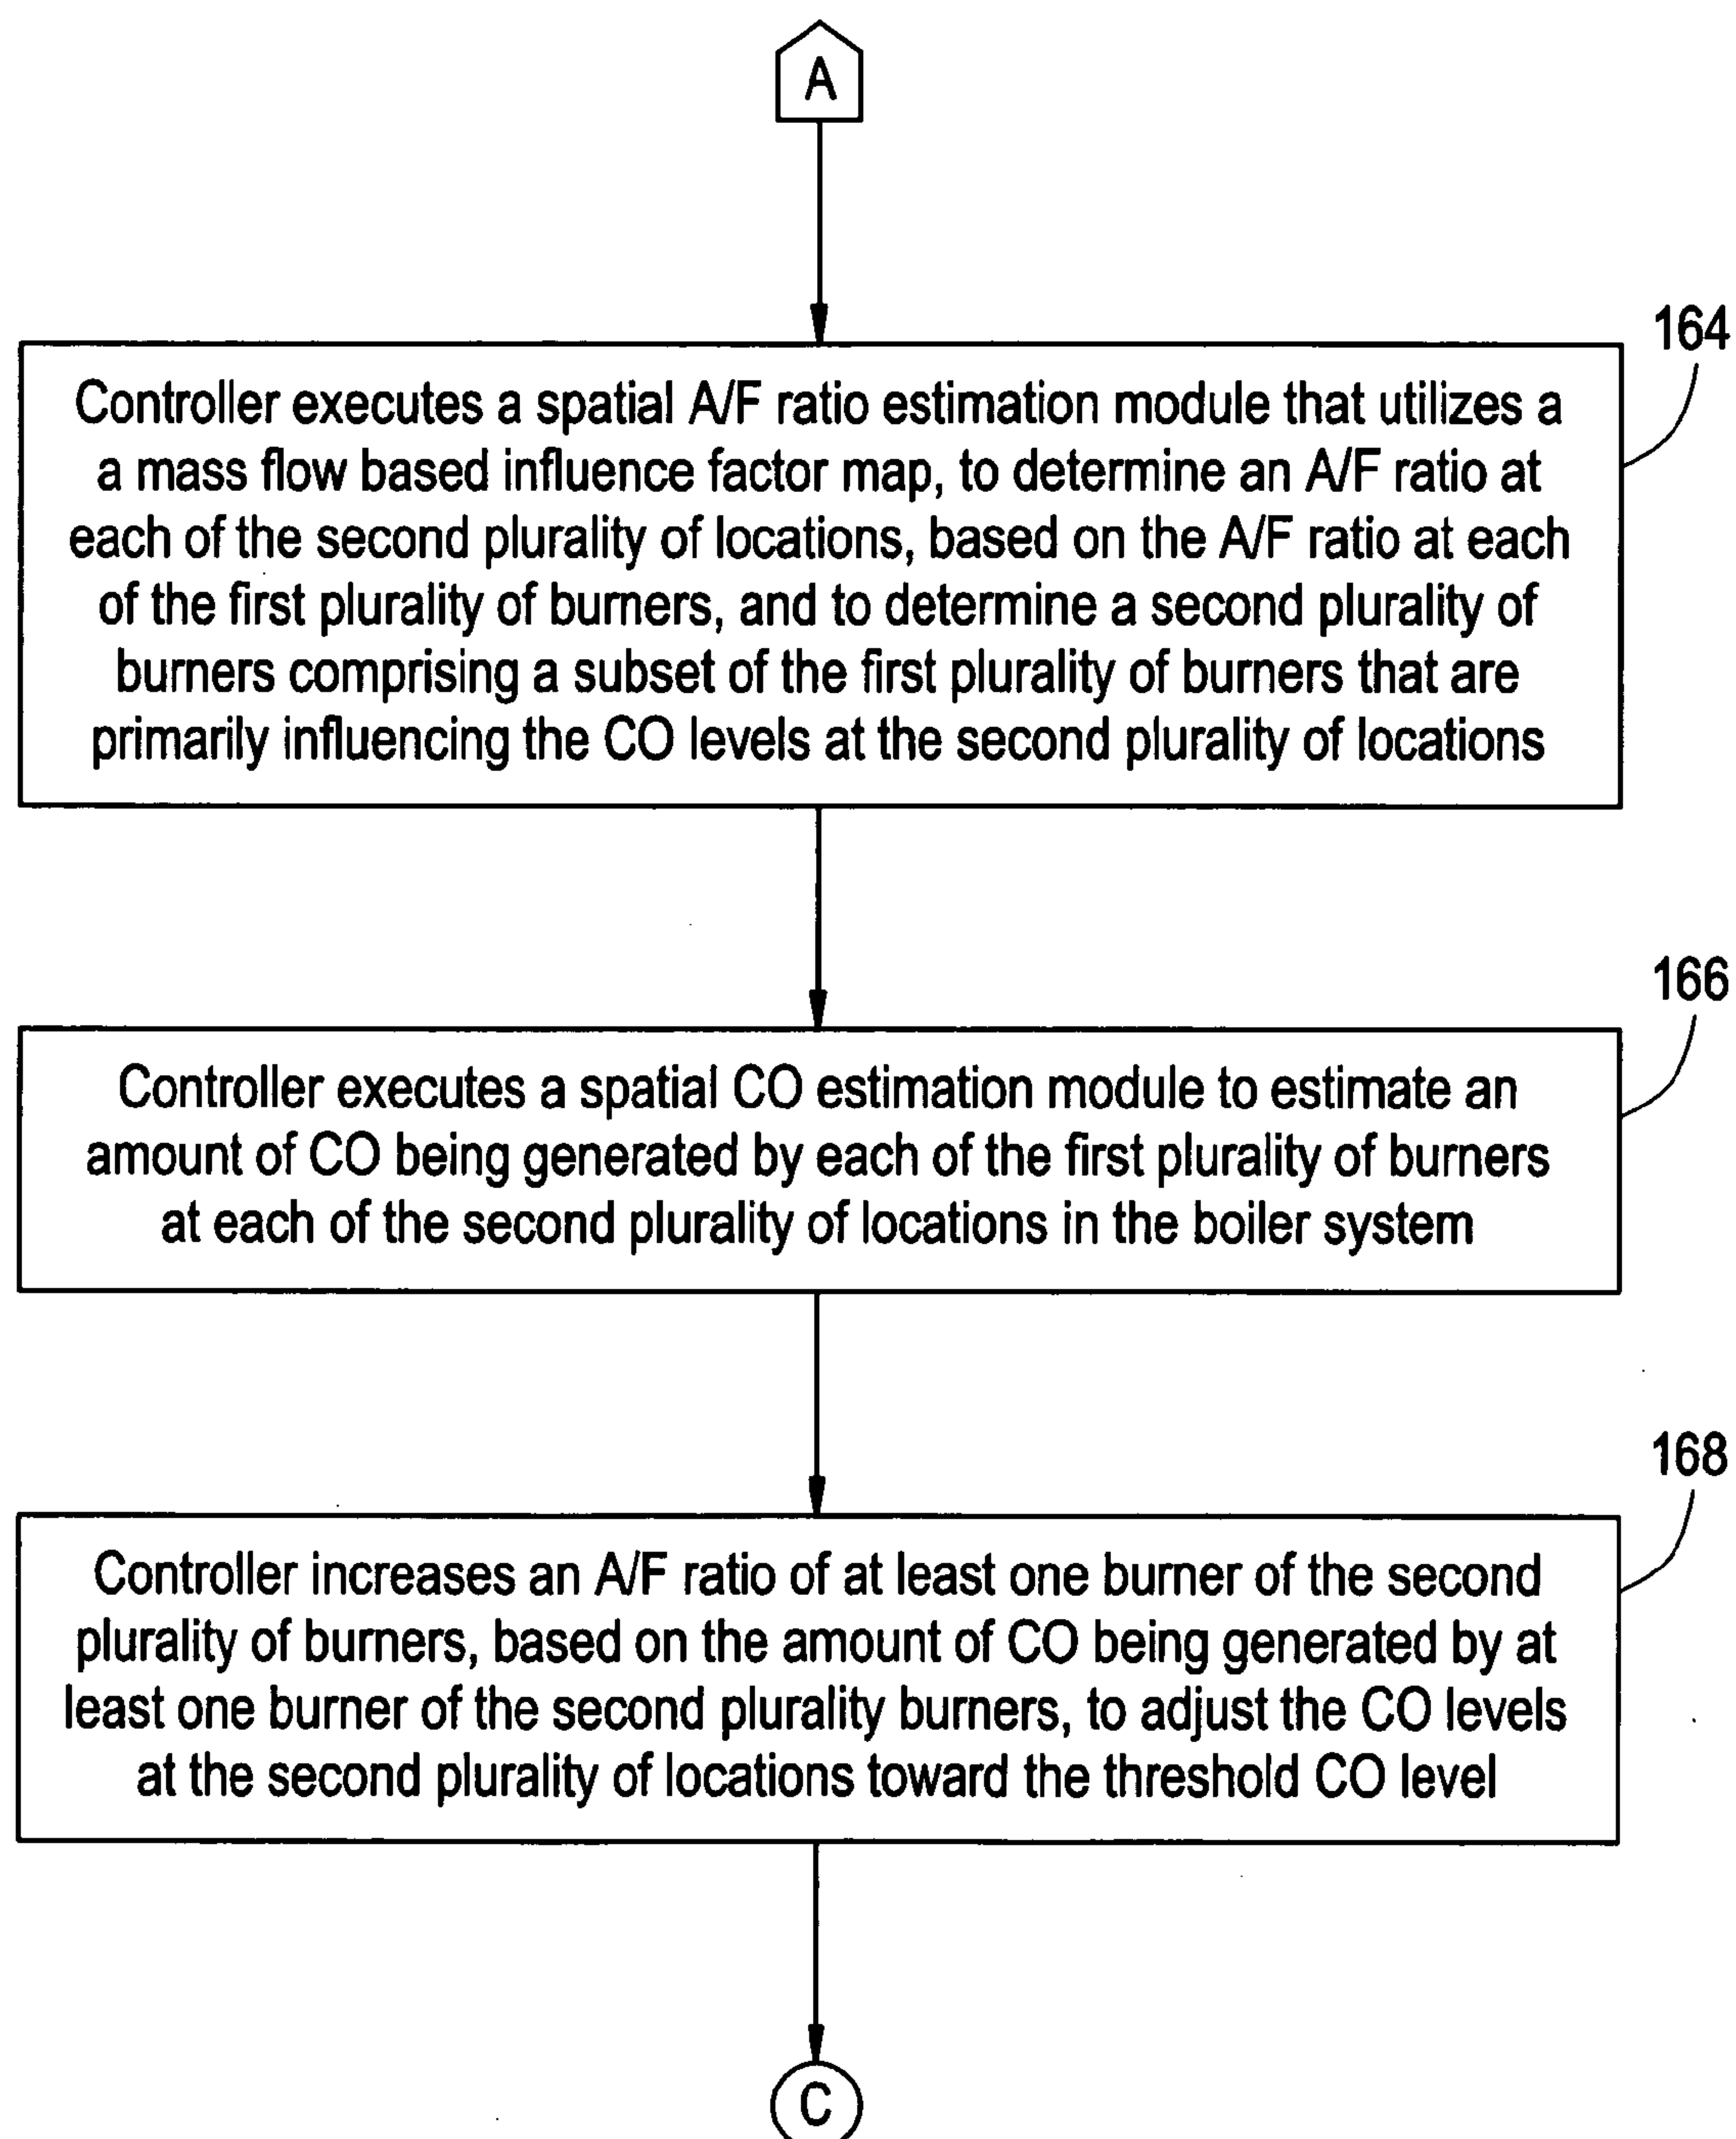 A
164
Controller executes a spatial A/F ratio estimation module that utilizes a
a mass flow based influence factor map, to determine an A/F ratio at
each of the second plurality of locations, based on the A/F ratio at each
of the first plurality of burners, and to determine a second plurality of
burners comprising a subset of the first plurality of burners that are
primarily influencing the CO levels at the second plurality of locations
166
Controller executes a spatial CO estimation module to estimate an
amount of CO being generated by each of the first plurality of burners
at each of the second plurality of locations in the boiler system
168
Controller increases an A/F ratio of at least one burner of the second
plurality of burners, based on the amount of CO being generated by at
least one burner of the second plurality burners, to adjust the CO levels
at the second plurality of locations toward the threshold CO level
C